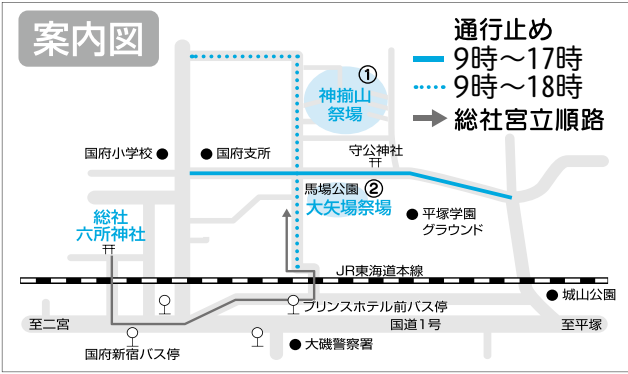 案内図
通行止め
9時～17時
9時～18時
総社宮立順路
①
神揃山
祭場
国府小学校
国府支所
守公神社
馬場公園
②
大矢場祭場
総社
六所神社
平塚学園
グラウンド
JR東海道本線
城山公園
プリンスホテル前バス停
至二宮
国道1号
至平塚
国府新宿バス停
大磯警察署